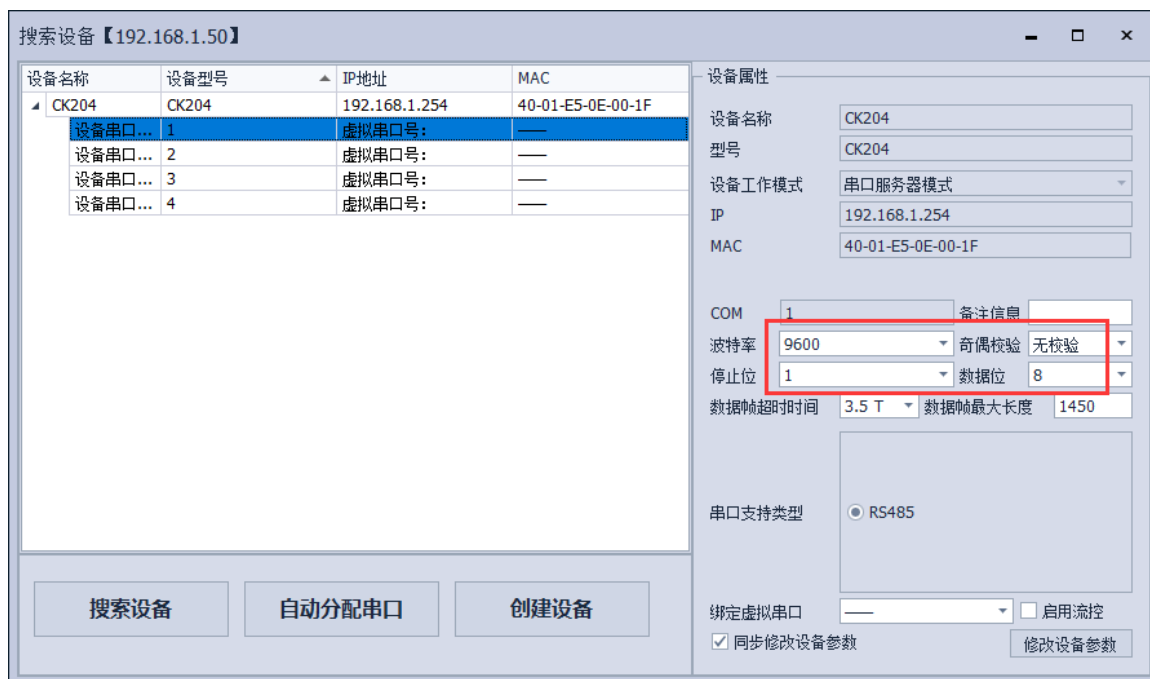 搜索设备【192.168.1.50】
设备名称 设备型号 IP地址 MAC
CK204 CK204 192.168.1.254 40-01-E5-0E-00-1F
设备串口... 1 虚拟串口号: ——
设备串口... 2 虚拟串口号: ——
设备串口... 3 虚拟串口号: ——
设备串口... 4 虚拟串口号: ——
搜索设备 自动分配串口 创建设备
设备属性
设备名称 CK204
型号 CK204
设备工作模式 串口服务器模式
IP 192.168.1.254
MAC 40-01-E5-0E-00-1F
COM 1 备注信息
波特率 9600 奇偶校验 无校验
停止位 1 数据位 8
数据帧超时时间 3.5 T 数据帧最大长度 1450
串口支持类型 RS485
绑定虚拟串口 —— 启用流控
同步修改设备参数 修改设备参数